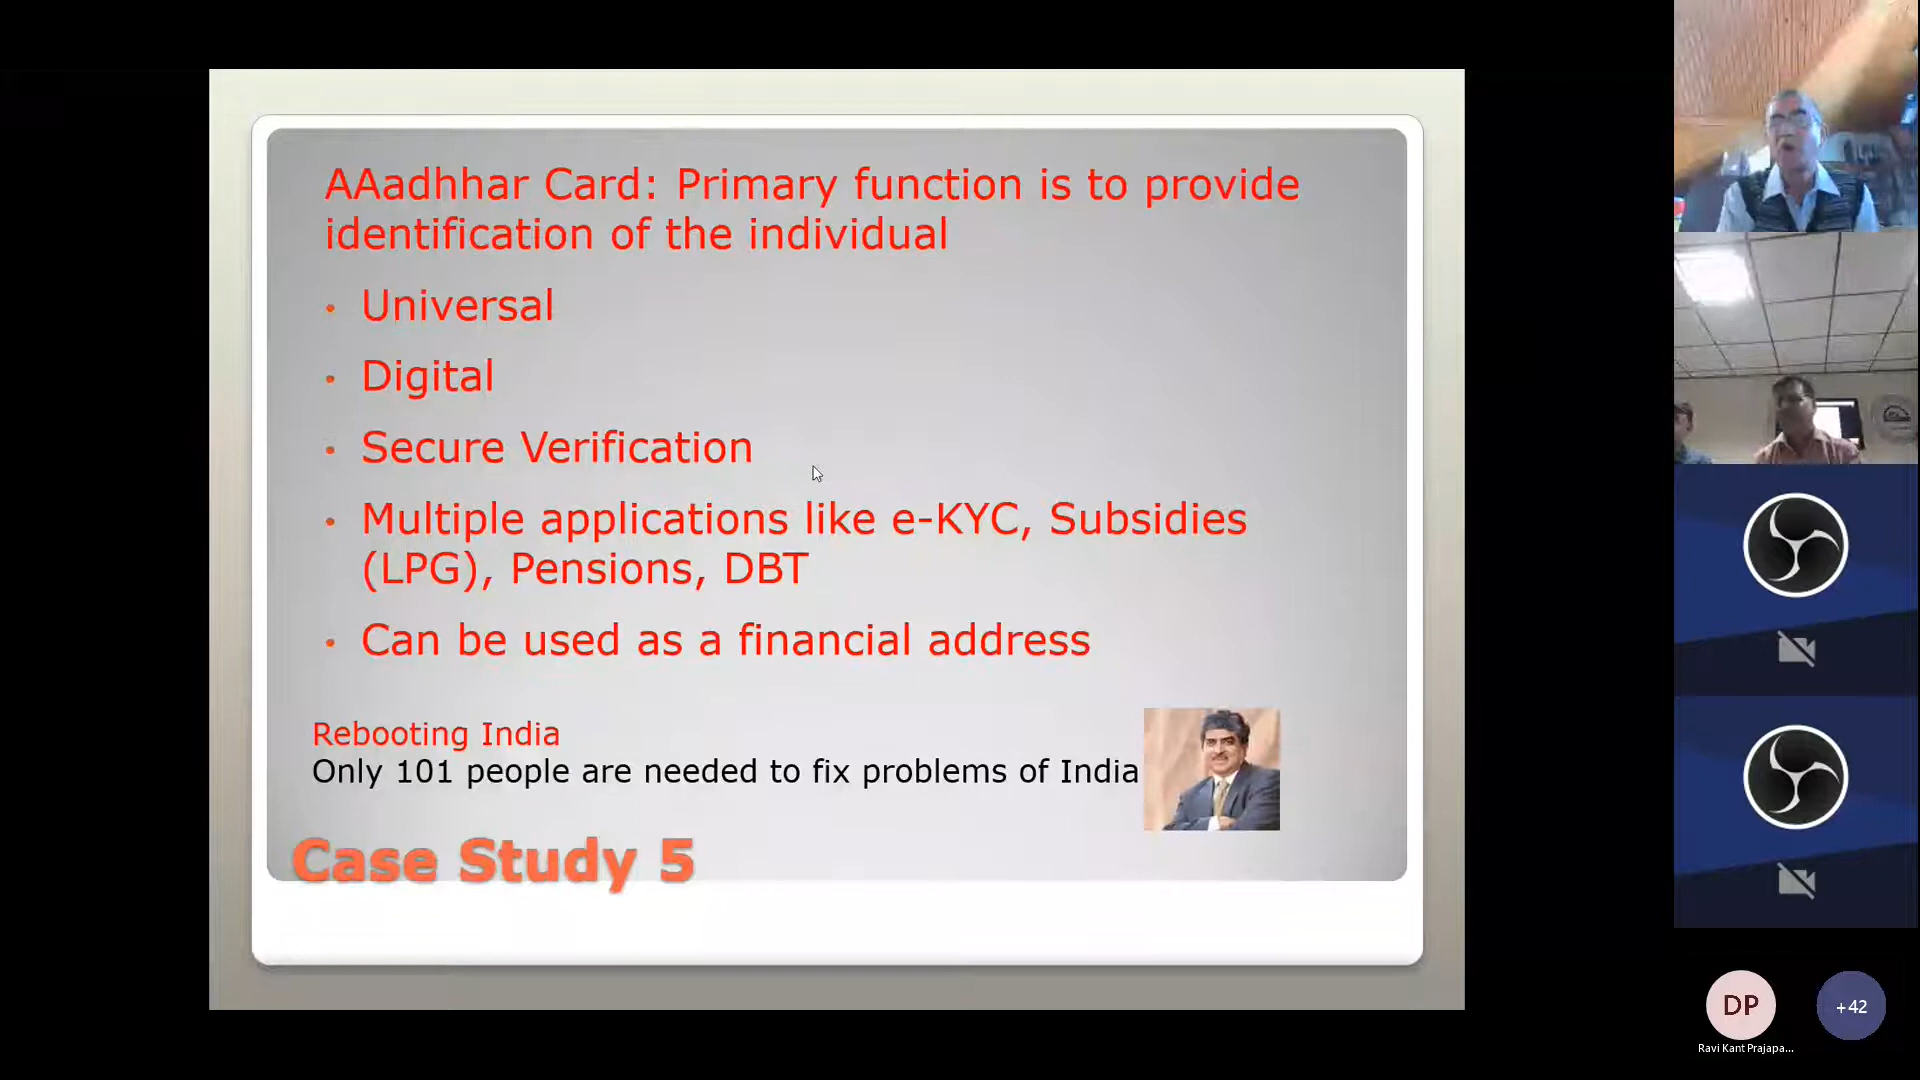 AAadhhar Card: Primary function is to provide
identification of the individual
• Universal
• Digital
• Secure Verification
• Multiple applications like e-KYC, Subsidies
(LPG), Pensions, DBT
• Can be used as a financial address
Rebooting India
Only 101 people are needed to fix problems of India
Case Study 5
DP
+42
Ravi Kant Prajapa...